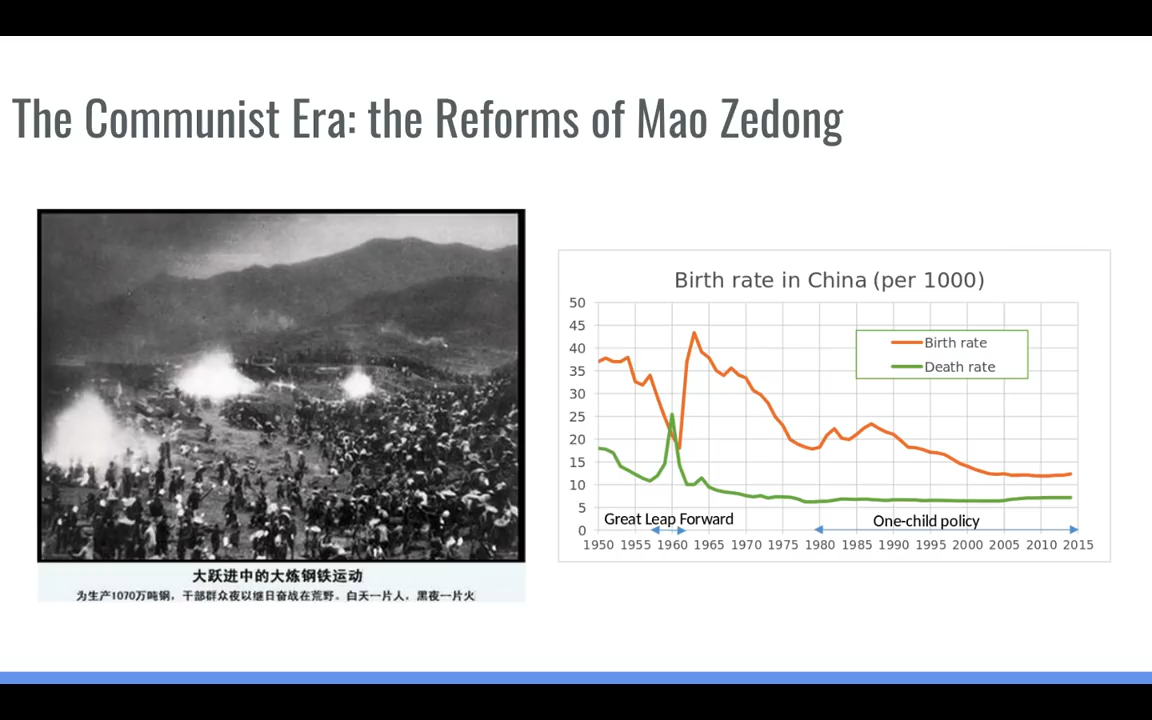 The Communist Era: the Reforms of Mao Zedong
大跃进中的大炼钢铁运动
为生产1070万吨钢，干部群众夜以继日奋战在荒野。白天一片人，黑夜一片火
Birth rate in China (per 1000)
50
45
40
35
30
25
20
15
10
5
0
Birth rate
Death rate
Great Leap Forward
One-child policy
1950 1955 1960 1965 1970 1975 1980 1985 1990 1995 2000 2005 2010 2015